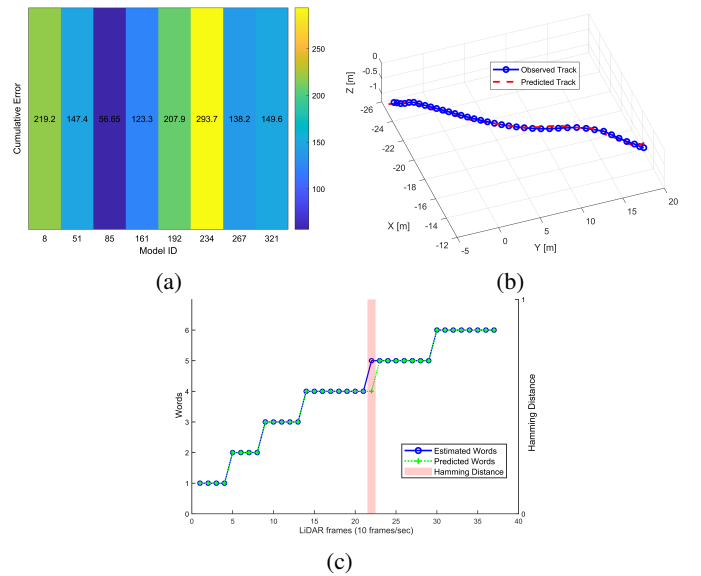 Cumulative Error
219.2 147.4 56.65 123.3 207.9 293.7 138.2 149.6
8 51 85 161 192 234 267 321
Model ID
250
200
150
100
(a)
Z [m]
0
-0.5
-1
-26
-24
-22
-20
-18
-16
-14
-12
X [m]
-5
0
5
10
15
20
Y [m]
Observed Track
Predicted Track
(b)
Words
6
5
4
3
2
1
0
0 5 10 15 20 25 30 35 40
LiDAR frames (10 frames/sec)
1
0
Hamming Distance
Estimated Words
Predicted Words
Hamming Distance
(c)